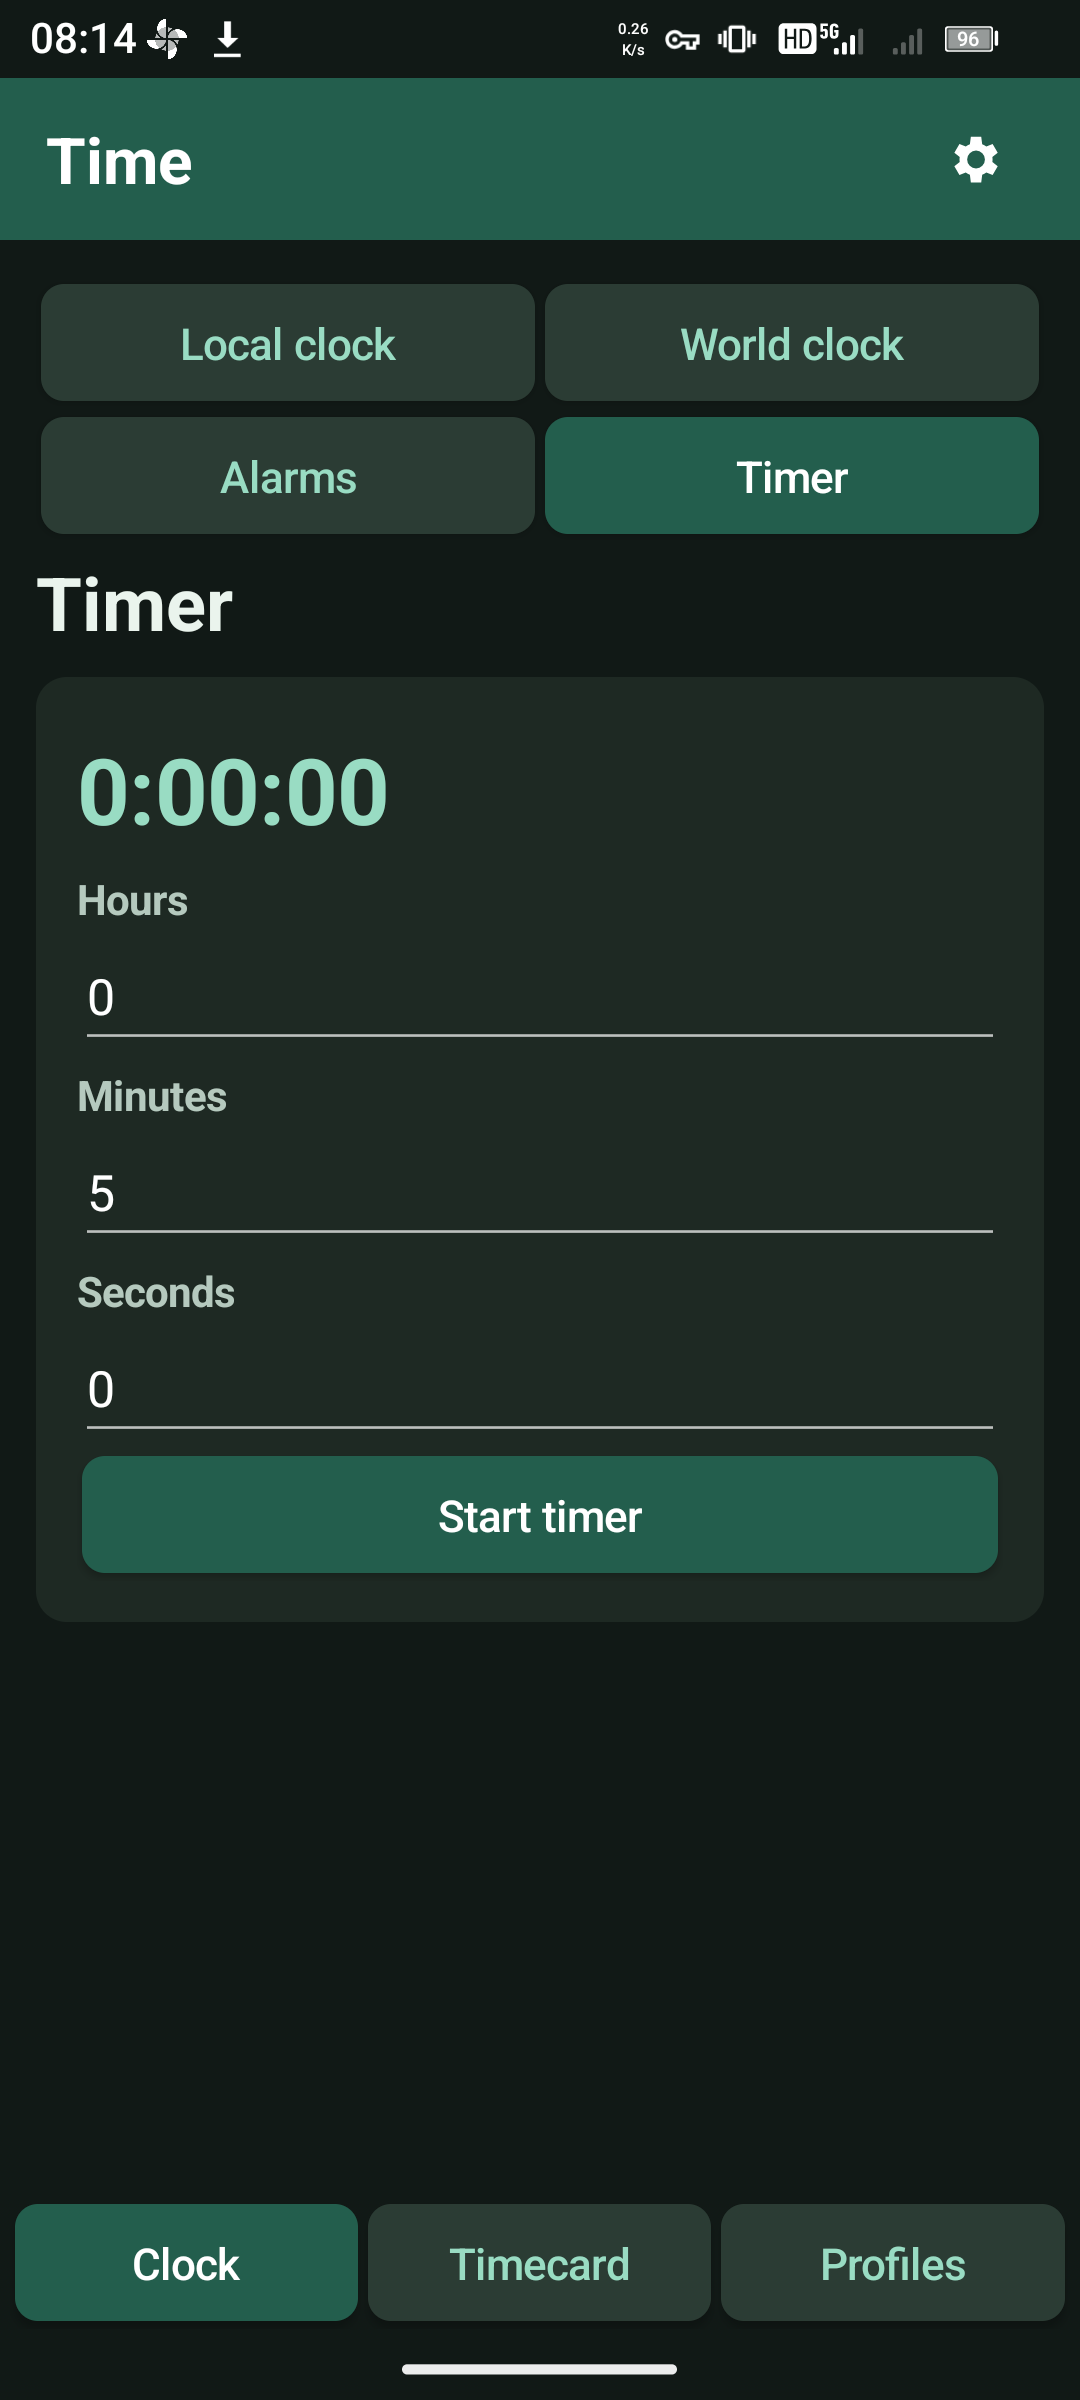 08:14
0.26
K/s
HD 5G
96
Time
Local clock
World clock
Alarms
Timer
Timer
0:00:00
Hours
0
Minutes
5
Seconds
0
Start timer
Clock
Timecard
Profiles